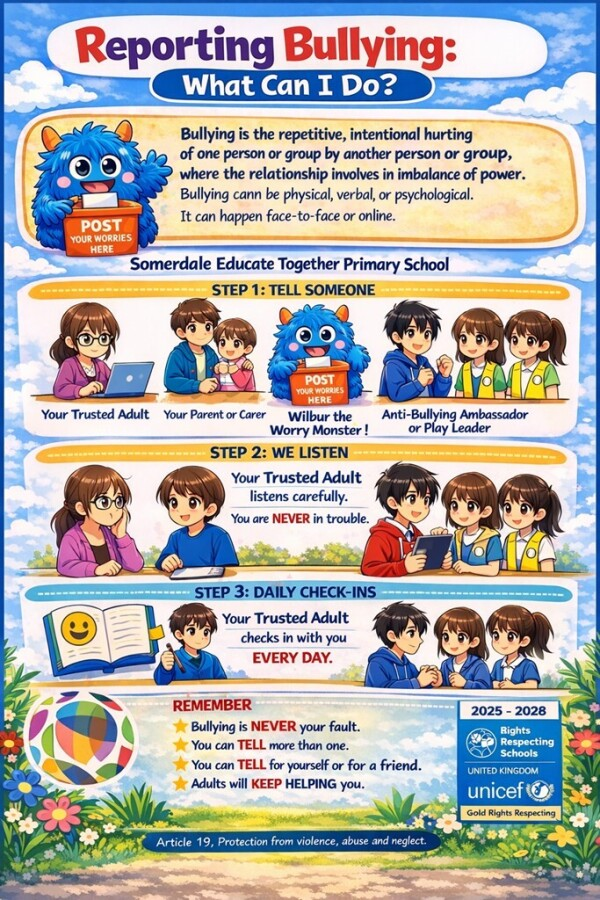 Reporting Bullying:
What Can I Do?
Bullying is the repetitive, intentional hurting
of one person or group by another person or group,
where the relationship involves in imbalance of power.
Bullying cann be physical, verbal, or psychological.
It can happen face-to-face or online.
POST
YOUR WORRIES
HERE
Somerdale Educate Together Primary School
STEP 1: TELL SOMEONE
POST
YOUR WORRIES
HERE
Your Trusted Adult
Your Parent or Carer
Wilbur the
Worry Monster !
Anti-Bullying Ambassador
or Play Leader
STEP 2: WE LISTEN
Your Trusted Adult
listens carefully.
You are NEVER in trouble.
STEP 3: DAILY CHECK-INS
Your Trusted Adult
checks in with you
EVERY DAY.
REMEMBER
Bullying is NEVER your fault.
You can TELL more than one.
You can TELL for yourself or for a friend.
Adults will KEEP HELPING you.
2025 - 2028
Rights
Respecting
Schools
UNITED KINGDOM
unicef
Gold Rights Respecting
Article 19, Protection from violence, abuse and neglect.